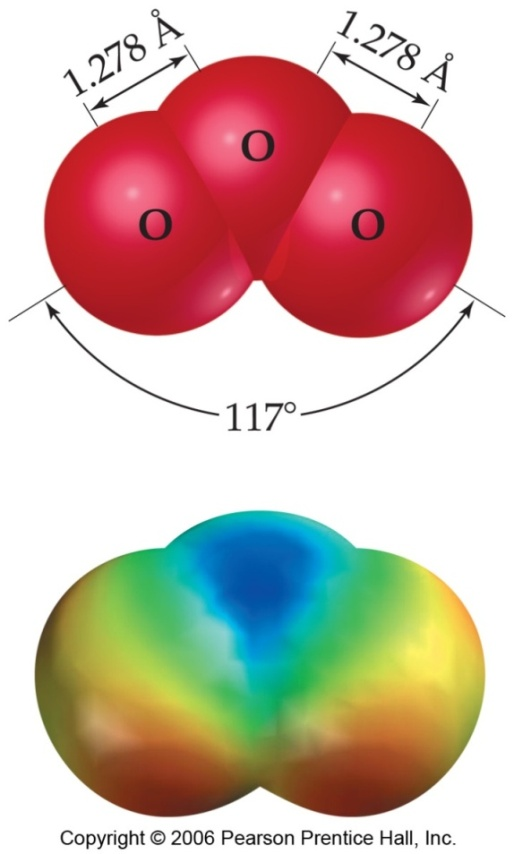 1.278 Å
1.278 Å
O
O
O
117°
Copyright © 2006 Pearson Prentice Hall, Inc.